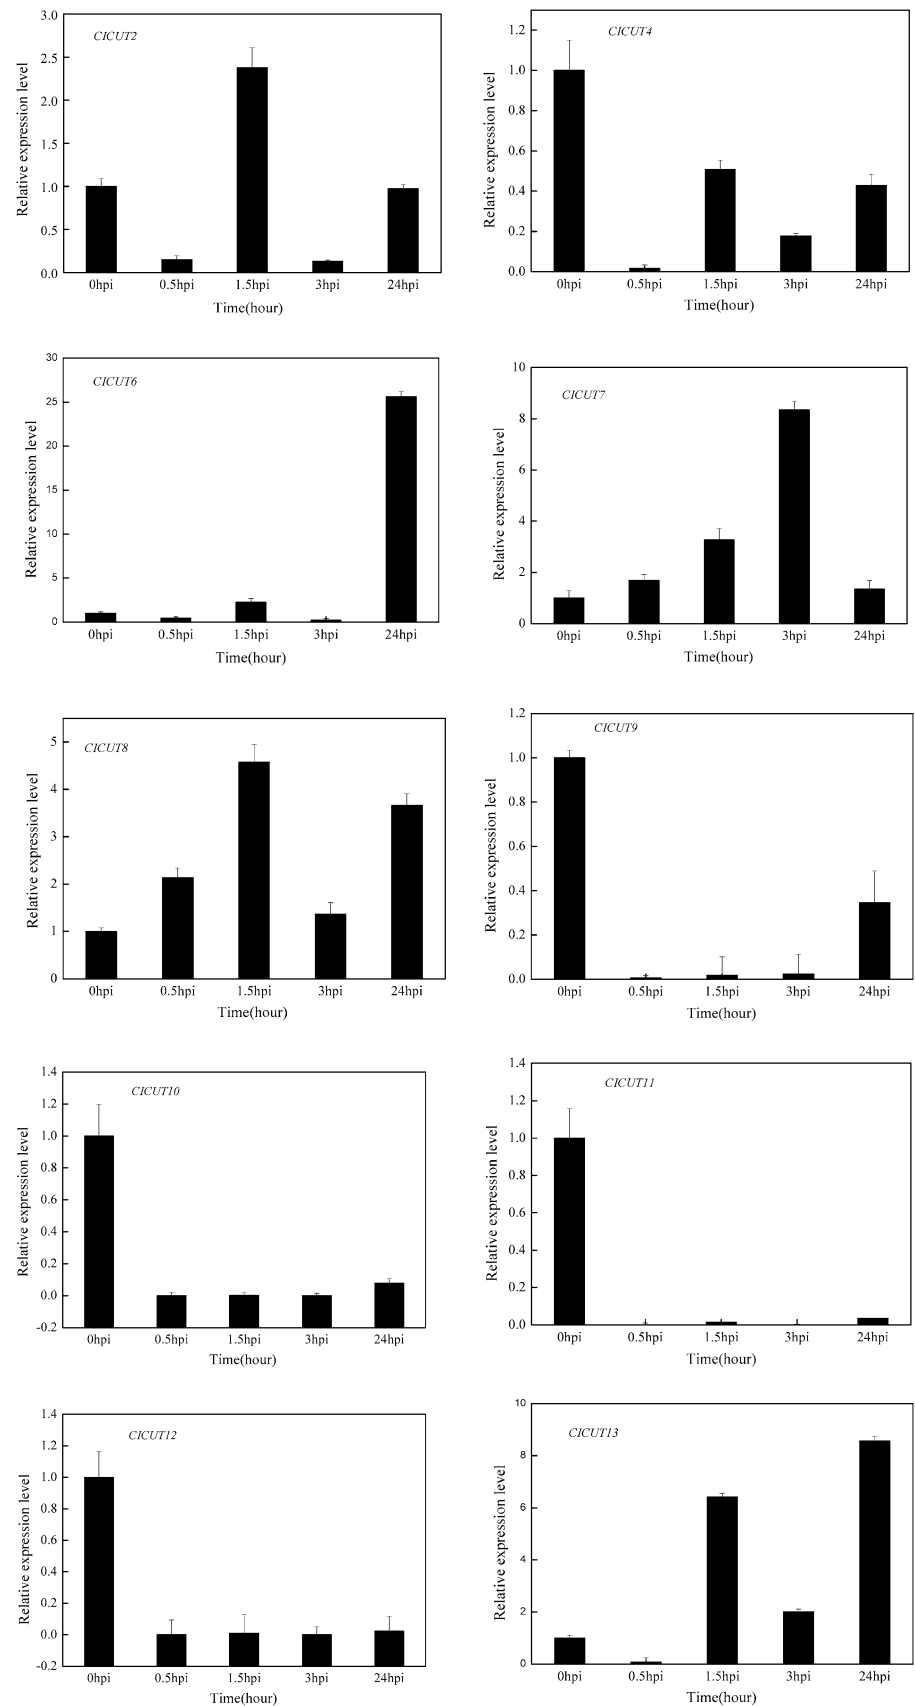 CICUT2
Relative expression level
3.0
2.5
2.0
1.5
1.0
0.5
0.0
0hpi 0.5hpi 1.5hpi 3hpi 24hpi
Time(hour)
CICUT4
Relative expression level
1.2
1.0
0.8
0.6
0.4
0.2
0.0
0hpi 0.5hpi 1.5hpi 3hpi 24hpi
Time(hour)
CICUT6
Relative expression level
30
25
20
15
10
5
0
0hpi 0.5hpi 1.5hpi 3hpi 24hpi
Time(hour)
CICUT7
Relative expression level
10
8
6
4
2
0
0hpi 0.5hpi 1.5hpi 3hpi 24hpi
Time(hour)
CICUT8
Relative expression level
5
4
3
2
1
0
0hpi 0.5hpi 1.5hpi 3hpi 24hpi
Time(hour)
CICUT9
Relative expression level
1.2
1.0
0.8
0.6
0.4
0.2
0.0
0hpi 0.5hpi 1.5hpi 3hpi 24hpi
Time(hour)
CICUT10
Relative expression level
1.4
1.2
1.0
0.8
0.6
0.4
0.2
0.0
-0.2
0hpi 0.5hpi 1.5hpi 3hpi 24hpi
Time(hour)
CICUT11
Relative expression level
1.4
1.2
1.0
0.8
0.6
0.4
0.2
0.0
0hpi 0.5hpi 1.5hpi 3hpi 24hpi
Time(hour)
CICUT12
Relative expression level
1.4
1.2
1.0
0.8
0.6
0.4
0.2
0.0
-0.2
0hpi 0.5hpi 1.5hpi 3hpi 24hpi
Time(hour)
CICUT13
Relative expression level
10
8
6
4
2
0
0hpi 0.5hpi 1.5hpi 3hpi 24hpi
Time(hour)